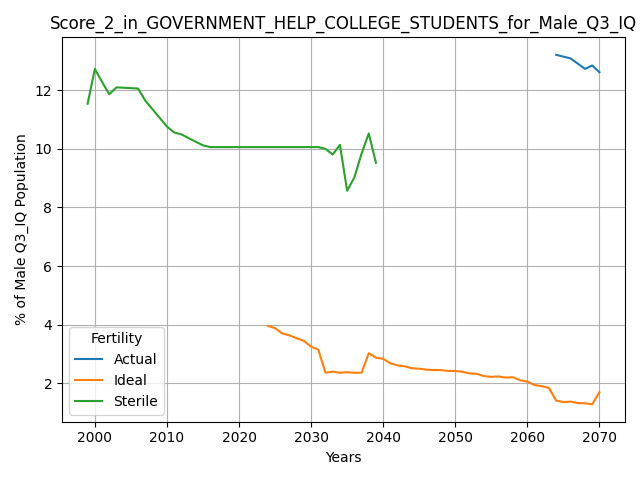 Score_2_in_GOVERNMENT_HELP_COLLEGE_STUDENTS_for_Male_Q3_IQ
% of Male Q3_IQ Population
12
10
8
6
4
2
Fertility
Actual
Ideal
Sterile
2000 2010 2020 2030 2040 2050 2060 2070
Years